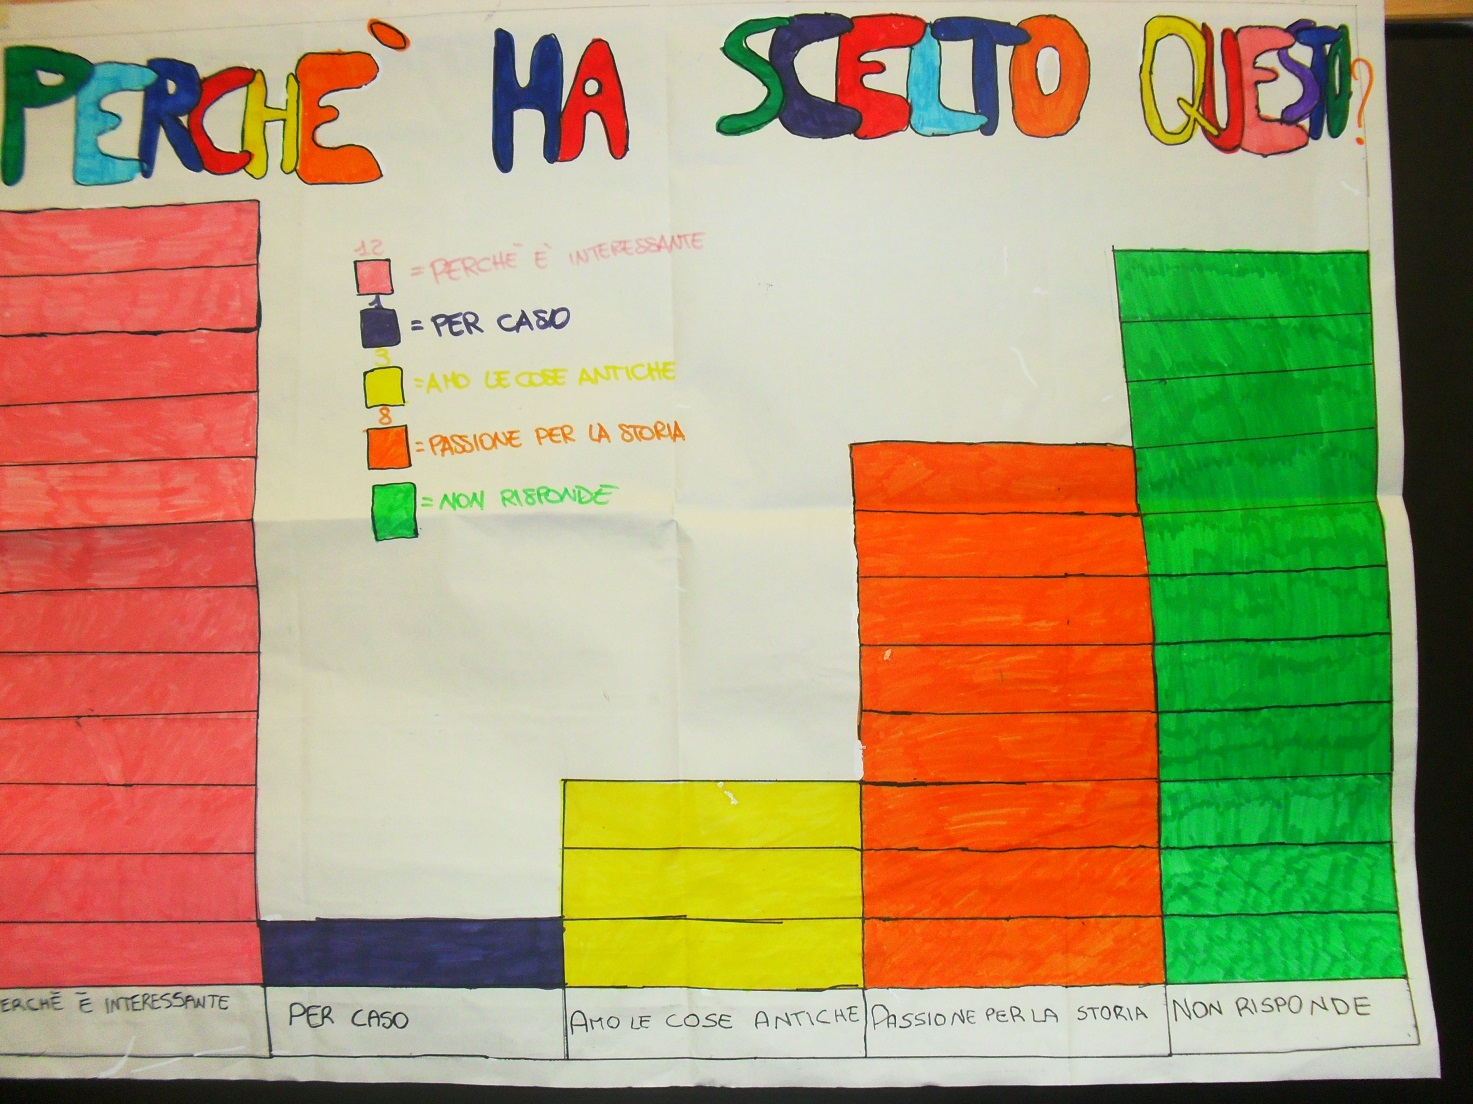 PERCHÈ HA SCELTO QUESTO?
12
= PERCHÈ È INTERESSANTE
1
= PER CASO
3
= AMO LE COSE ANTICHE
8
= PASSIONE PER LA STORIA
= NON RISPONDE
ERCHÈ È INTERESSANTE
PER CASO
AMO LE COSE ANTICHE
PASSIONE PER LA STORIA
NON RISPONDE